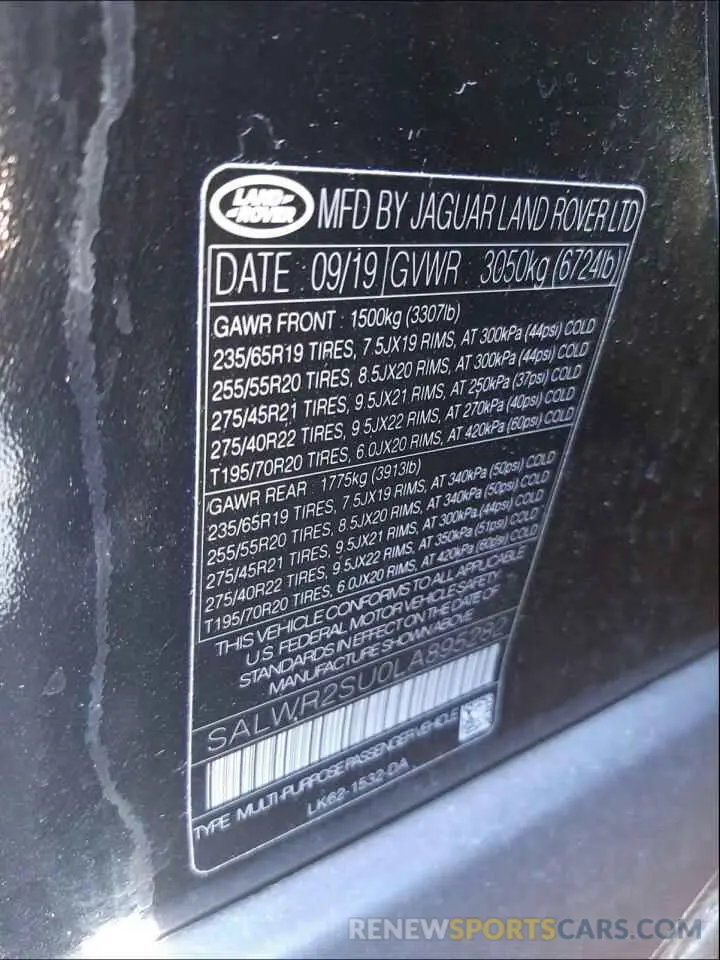 LAND ROVER MFD BY JAGUAR LAND ROVER LTD
DATE : 09/19 GVWR : 3050kg (6724lb)
GAWR FRONT : 1500kg (3307lb)
235/65R19 TIRES, 7.5JX19 RIMS, AT 300kPa (44psi) COLD
255/55R20 TIRES, 8.5JX20 RIMS, AT 300kPa (44psi) COLD
275/45R21 TIRES, 9.5JX21 RIMS, AT 250kPa (37psi) COLD
275/40R22 TIRES, 9.5JX22 RIMS, AT 270kPa (40psi) COLD
T195/70R20 TIRES, 6.0JX20 RIMS, AT 420kPa (60psi) COLD
GAWR REAR : 1775kg (3913lb)
235/65R19 TIRES, 7.5JX19 RIMS, AT 340kPa (50psi) COLD
255/55R20 TIRES, 8.5JX20 RIMS, AT 340kPa (50psi) COLD
275/45R21 TIRES, 9.5JX21 RIMS, AT 300kPa (44psi) COLD
275/40R22 TIRES, 9.5JX22 RIMS, AT 350kPa (51psi) COLD
T195/70R20 TIRES, 6.0JX20 RIMS, AT 420kPa (60psi) COLD
THIS VEHICLE CONFORMS TO ALL APPLICABLE
U.S. FEDERAL MOTOR VEHICLE SAFETY
STANDARDS IN EFFECT ON THE DATE OF
MANUFACTURE SHOWN ABOVE
SALWR2SU0LA895282
TYPE MULTI-PURPOSE PASSENGER VEHICLE
LK62-1532-DA
RENEWSPORTSCARS.COM